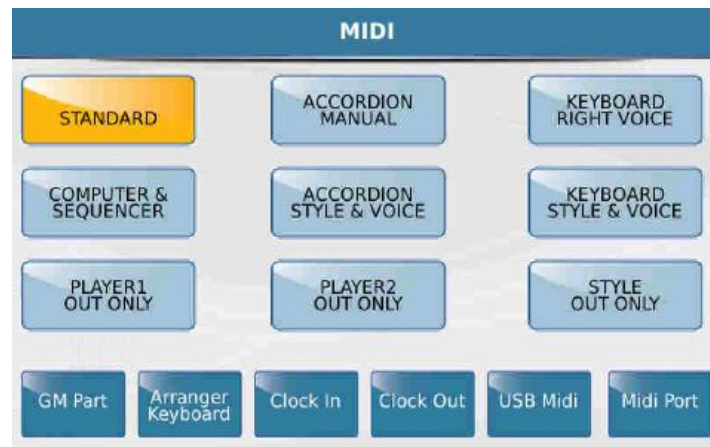 MIDI
STANDARD
ACCORDION
MANUAL
KEYBOARD
RIGHT VOICE
COMPUTER &
SEQUENCER
ACCORDION
STYLE & VOICE
KEYBOARD
STYLE & VOICE
PLAYER1
OUT ONLY
PLAYER2
OUT ONLY
STYLE
OUT ONLY
GM Part
Arranger
Keyboard
Clock In
Clock Out
USB Midi
Midi Port